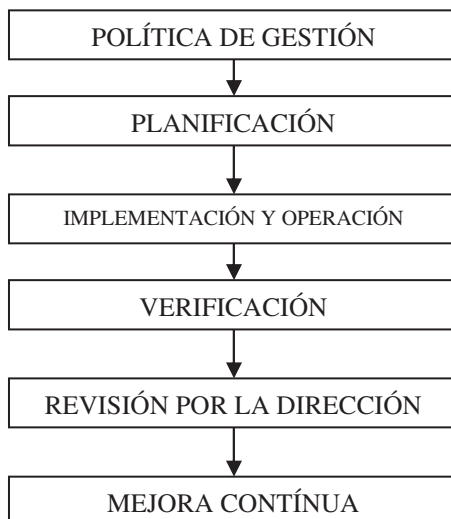 POLÍTICA DE GESTIÓN
PLANIFICACIÓN
IMPLEMENTACIÓN Y OPERACIÓN
VERIFICACIÓN
REVISIÓN POR LA DIRECCIÓN
MEJORA CONTÍNUA